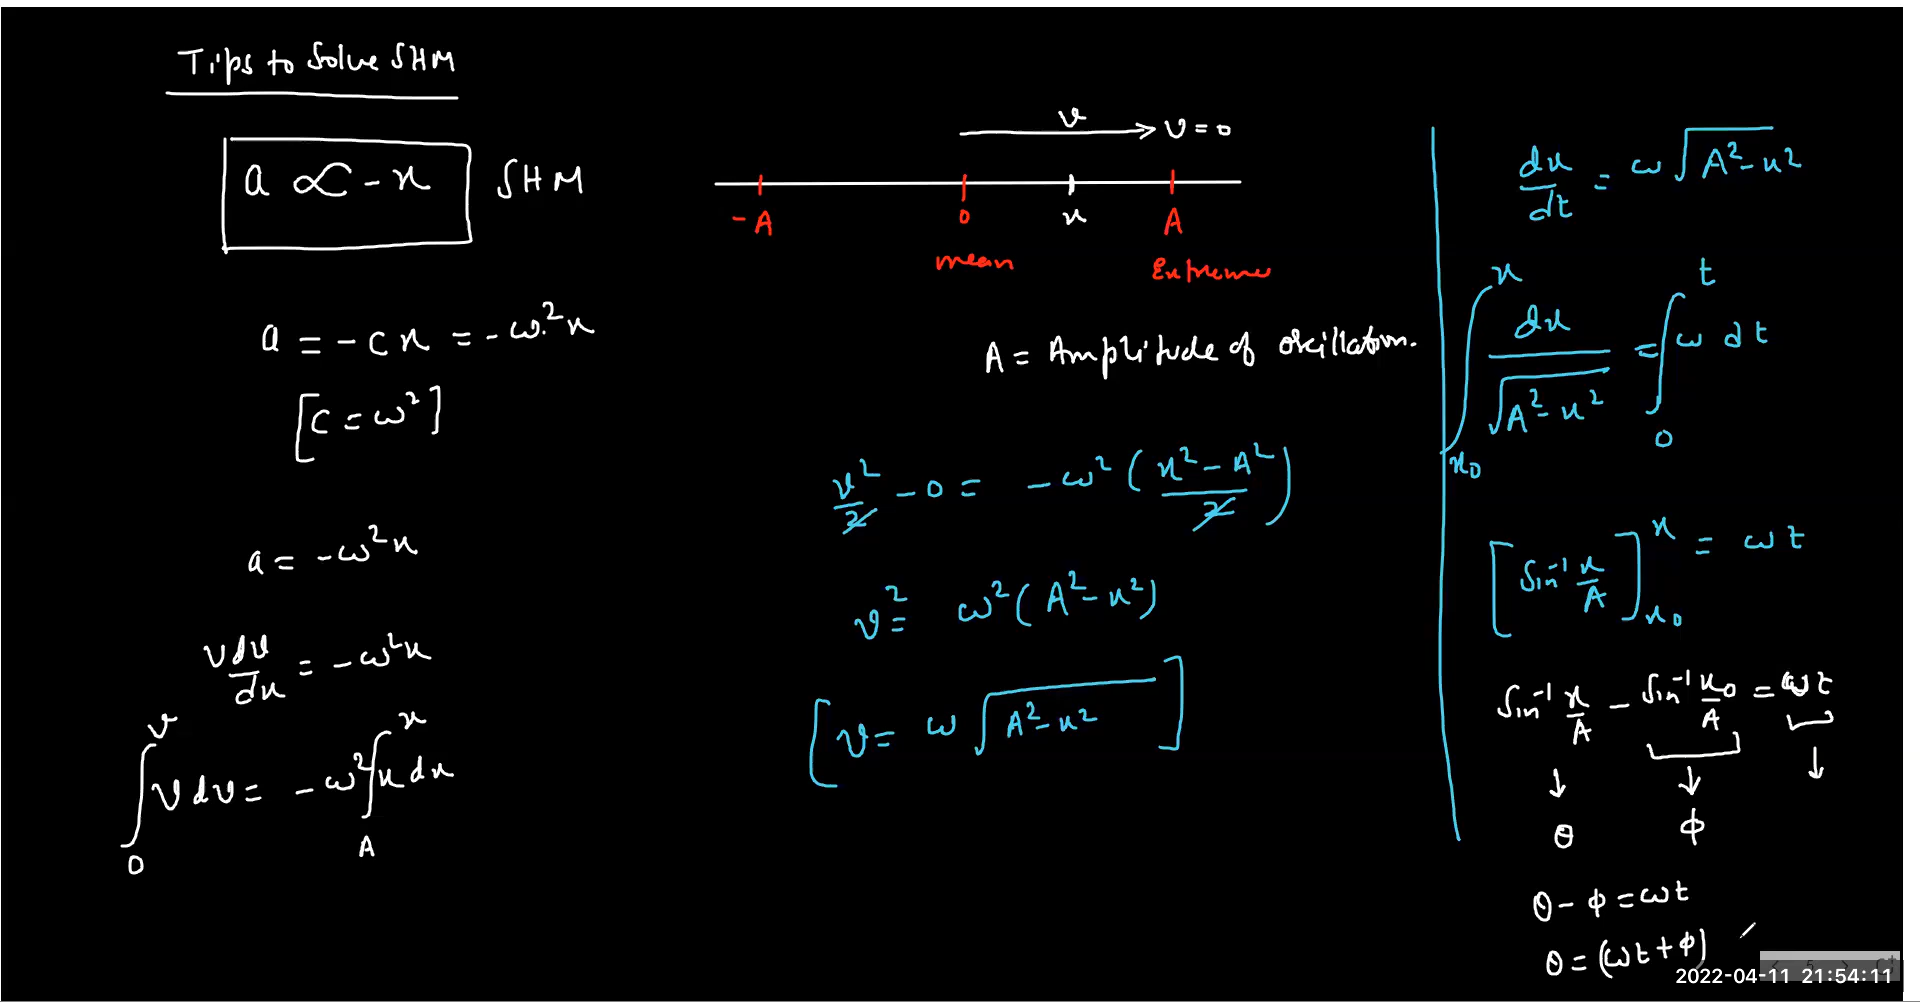 Tips to Solve SHM
a ∝ -x SHM
a = -cx = -ω²x
[c = ω²]
a = -ω²x
v dv/dx = -ω²x
∫₀^v v dv = -ω² ∫_A^x x dx
v
v = 0
-A 0 x A
mean Extreme
A = Amplitude of oscillation.
v²/2 - 0 = -ω² (x² - A²/2)
v² = ω² (A² - x²)
[v = ω √(A² - x²)]
dx/dt = ω √(A² - x²)
∫_x₀^x dx/√(A² - x²) = ∫₀^t ω dt
[Sin⁻¹ x/A]_x₀^x = ωt
Sin⁻¹ x/A - Sin⁻¹ x₀/A = ωt
↓ ↓ ↓
θ ϕ
θ - ϕ = ωt
θ = (ωt + ϕ)
2022-04-11 21:54:11